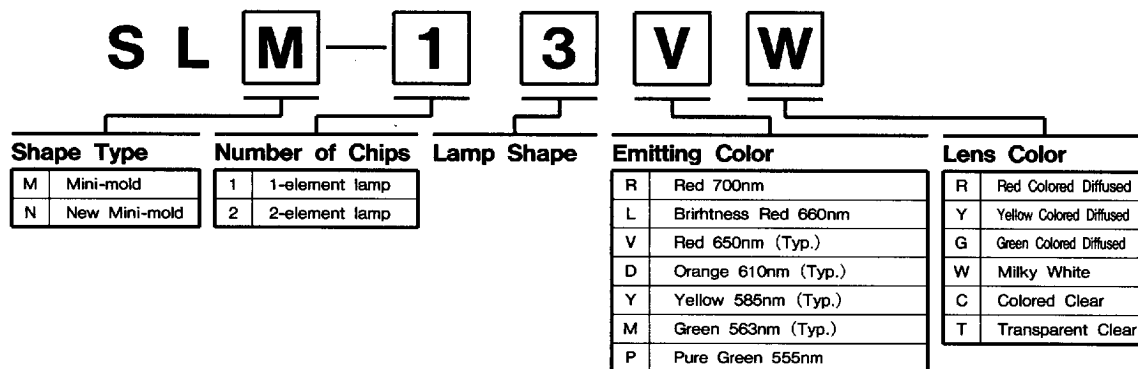 SLM-13VW
Shape Type
M Mini-mold
N New Mini-mold
Number of Chips
1 1-element lamp
2 2-element lamp
Lamp Shape
Emitting Color
R Red 700nm
L Brirhtness Red 660nm
V Red 650nm (Typ.)
D Orange 610nm (Typ.)
Y Yellow 585nm (Typ.)
M Green 563nm (Typ.)
P Pure Green 555nm
Lens Color
R Red Colored Diffused
Y Yellow Colored Diffused
G Green Colored Diffused
W Milky White
C Colored Clear
T Transparent Clear